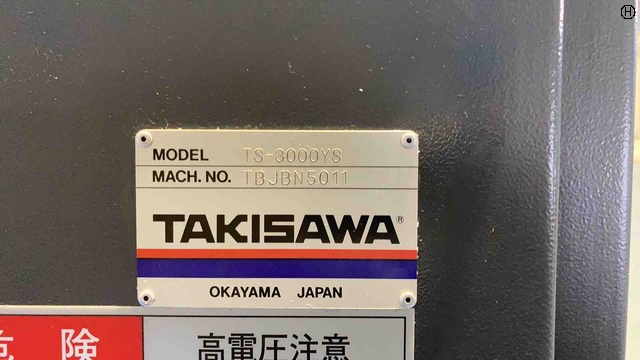 MODEL TS-3000YS
MACH. NO. TBJBN5011
TAKISAWA®
OKAYAMA JAPAN
危険 高電圧注意